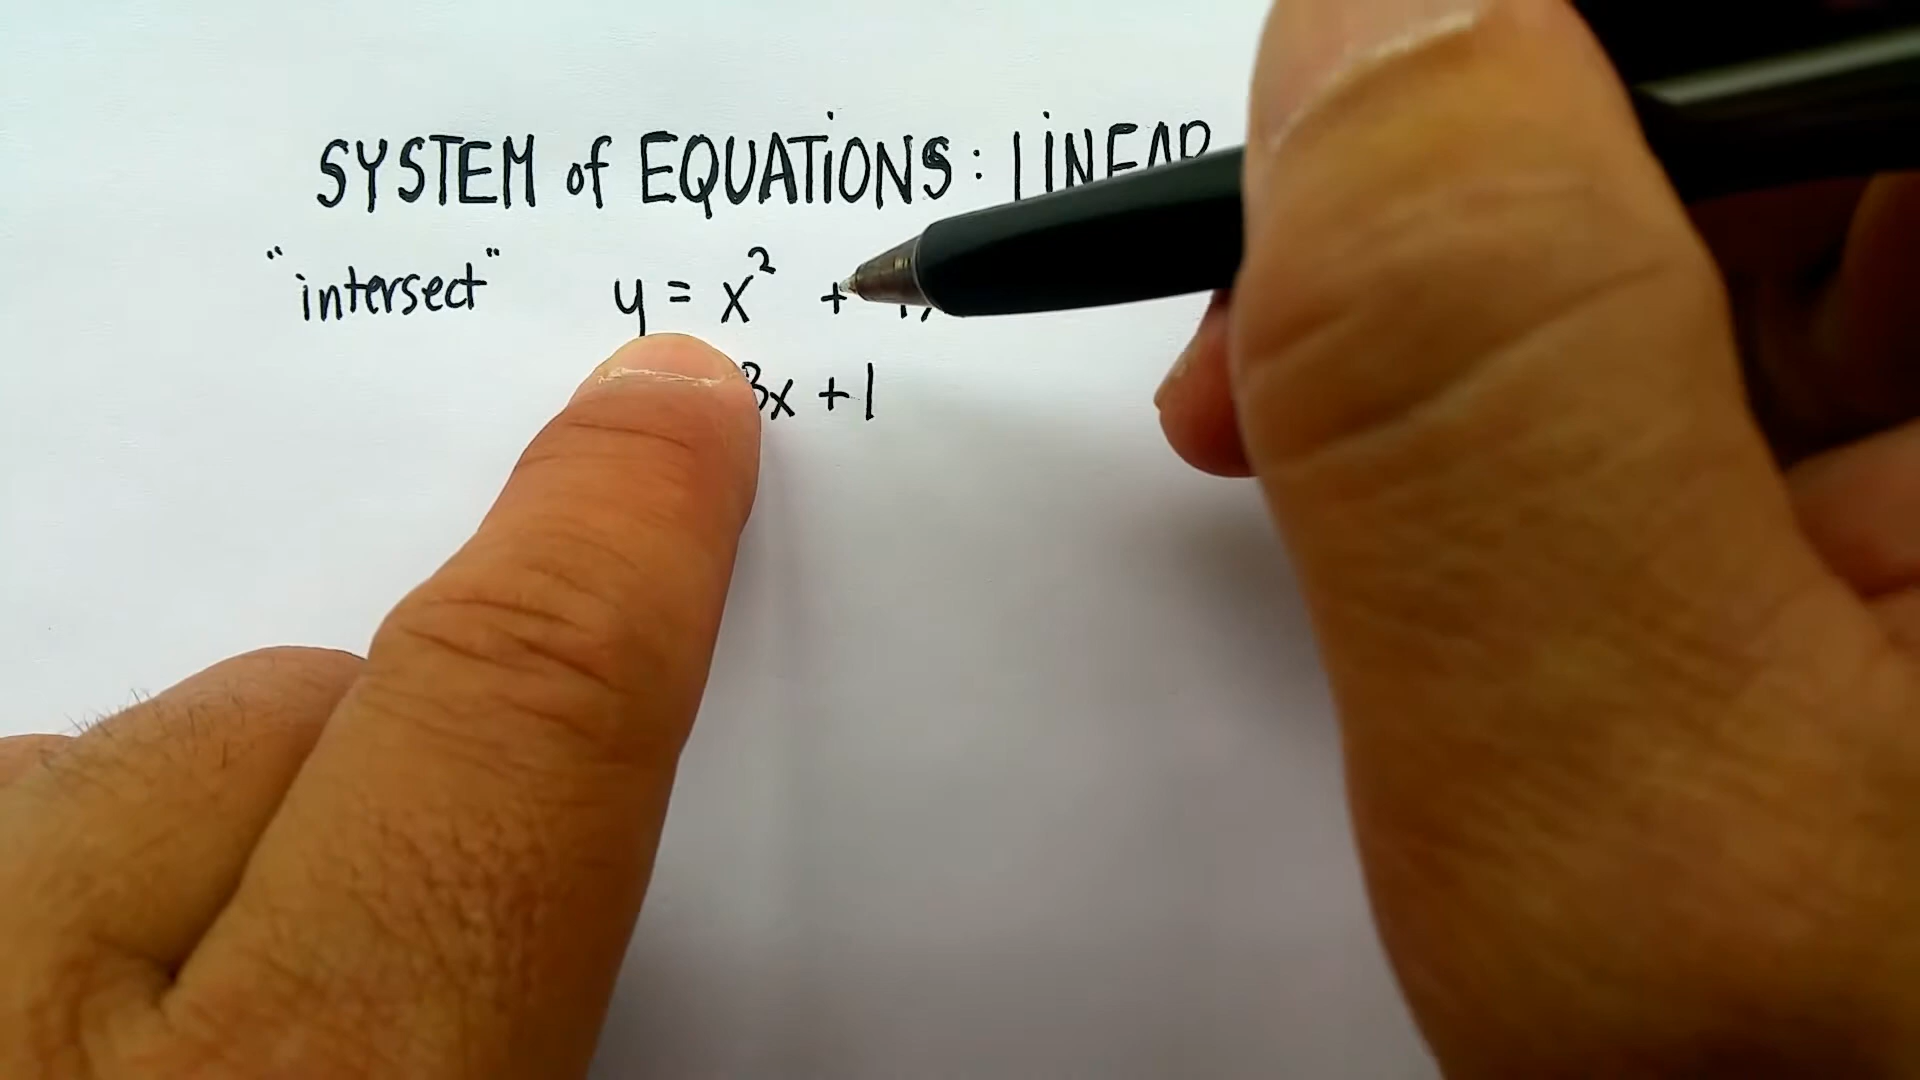 SYSTEM of EQUATIONS: LINEAR
"intersect" y = x² +
3x + 1